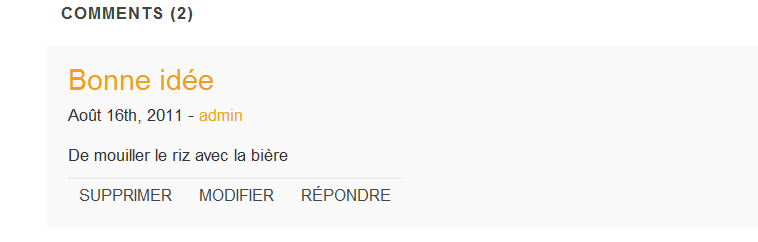 COMMENTS (2)
Bonne idée
Août 16th, 2011 - admin
De mouiller le riz avec la bière
SUPPRIMER MODIFIER RÉPONDRE